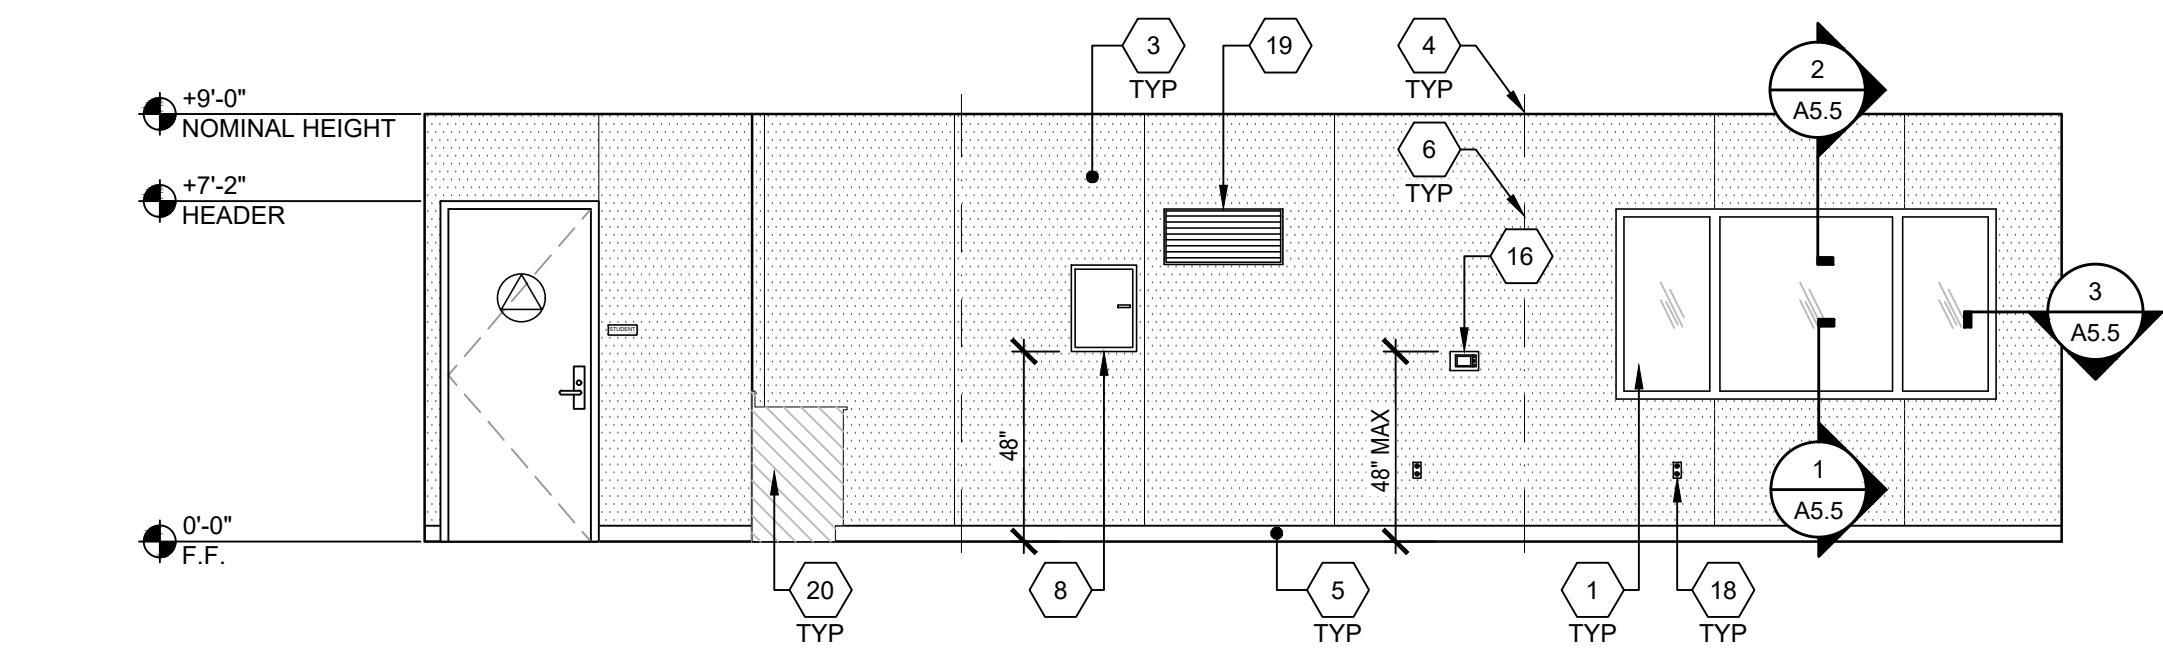 3
TYP
19
4
TYP
2
A5.5
+9'-0"
NOMINAL HEIGHT
6
TYP
+7'-2"
HEADER
16
3
A5.5
STUDENT
48"
48" MAX
1
A5.5
0'-0"
F.F.
20
TYP
8
5
TYP
1
TYP
18
TYP